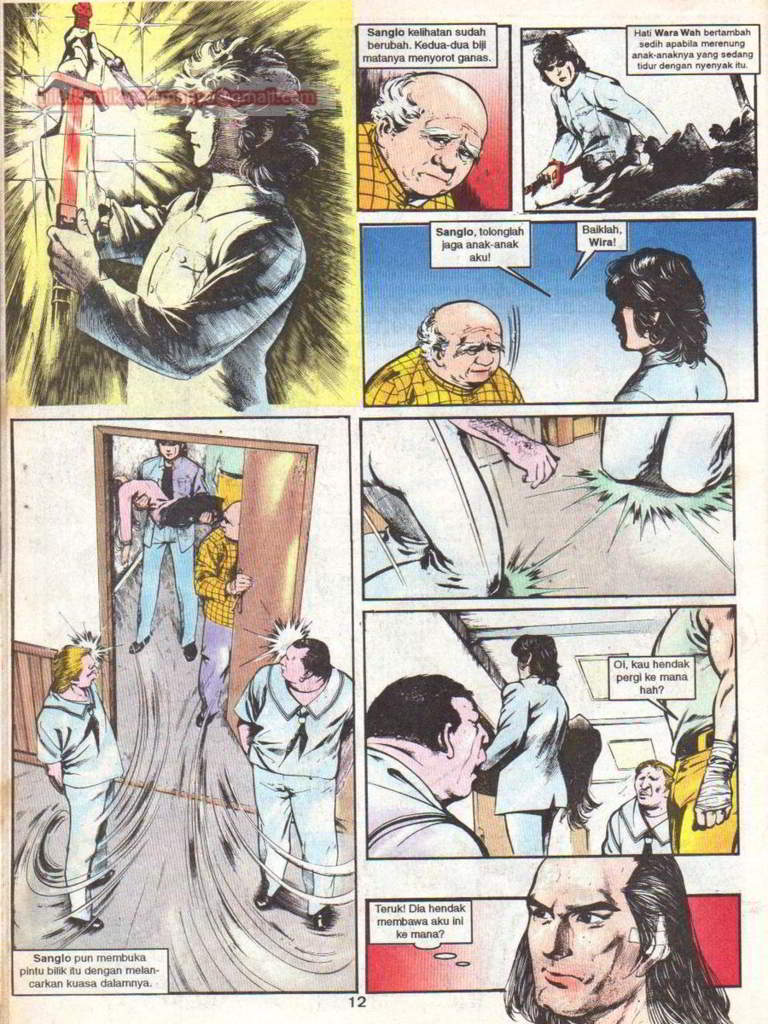 Sanglo kelihatan sudah
berubah. Kedua-dua biji
matanya menyorot ganas.
Hati Wara Wah bertambah
sedih apabila merenung
anak-anaknya yang sedang
tidur dengan nyenyak itu.
Sanglo, tolonglah
jaga anak-anak
aku!
Baiklah,
Wira!
Sanglo pun membuka
pintu bilik itu dengan melan-
carkan kuasa dalamnya.
Oi, kau hendak
pergi ke mana
hah?
Teruk! Dia hendak
membawa aku ini
ke mana?
12